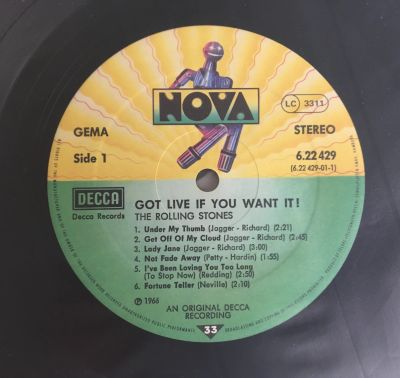 NOVA
LC 3311
GEMA
STEREO
Side 1
6.22 429
(6.22 429-01-1)
DECCA
Decca Records
GOT LIVE IF YOU WANT IT!
THE ROLLING STONES
1. Under My Thumb (Jagger - Richard) (2:21)
2. Get Off Of My Cloud (Jagger - Richard) (2:45)
3. Lady Jane (Jagger - Richard) (3:00)
4. Not Fade Away (Petty - Hardin) (1:55)
5. I've Been Loving You Too Long
(To Stop Now) (Redding) (2:50)
6. Fortune Teller (Neville) (2:10)
℗ 1966
AN ORIGINAL DECCA
RECORDING
33